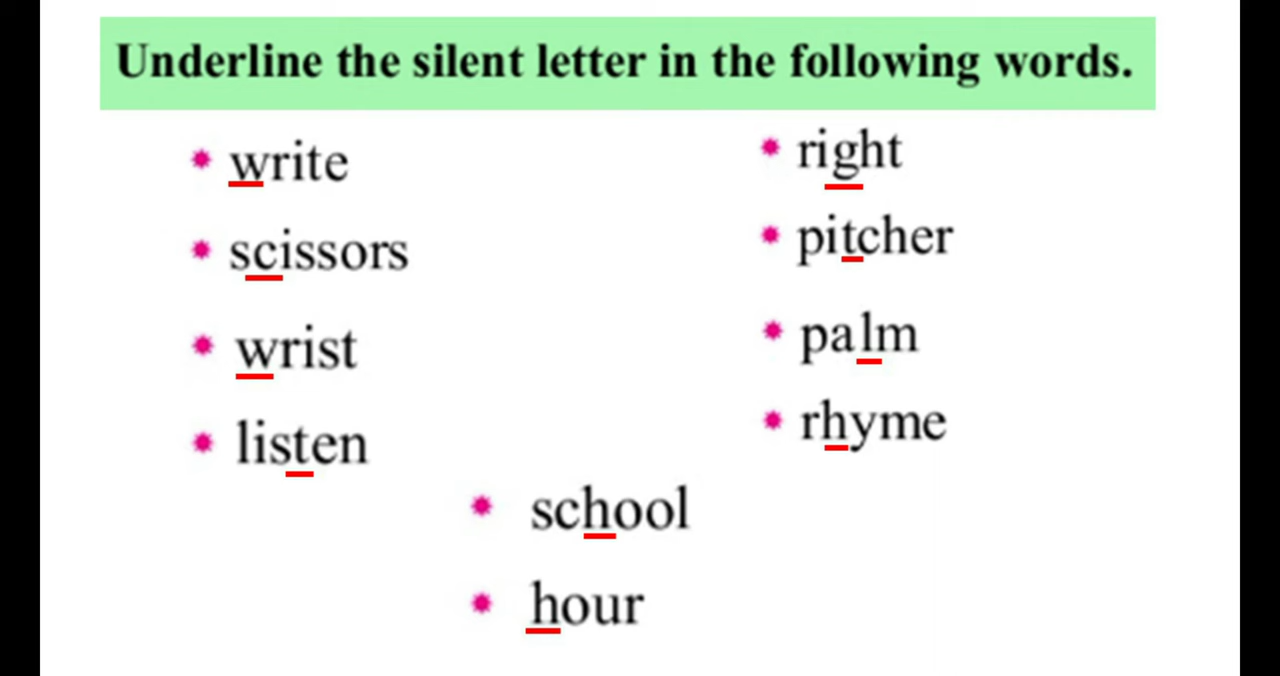 Underline the silent letter in the following words.
write
right
scissors
pitcher
wrist
palm
listen
rhyme
school
hour